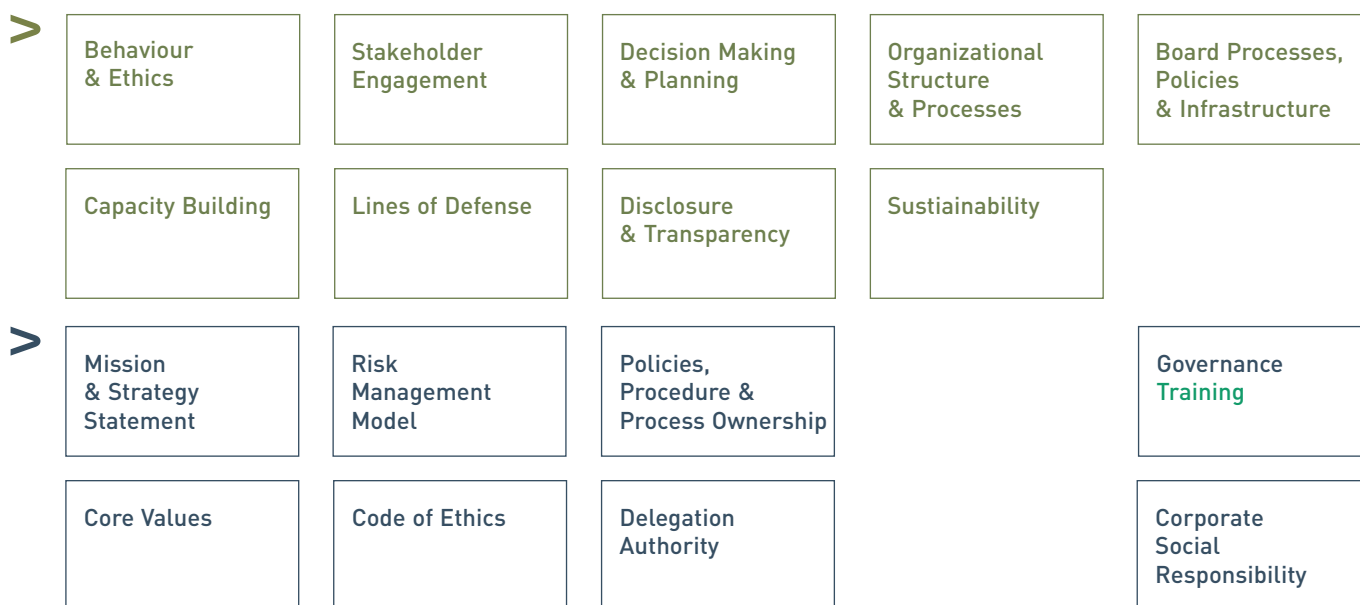 >
Behaviour
& Ethics
Stakeholder
Engagement
Decision Making
& Planning
Organizational
Structure
& Processes
Board Processes,
Policies
& Infrastructure
Capacity Building
Lines of Defense
Disclosure
& Transparency
Sustiainability
>
Mission
& Strategy
Statement
Risk
Management
Model
Policies,
Procedure &
Process Ownership
Governance
Training
Core Values
Code of Ethics
Delegation
Authority
Corporate
Social
Responsibility